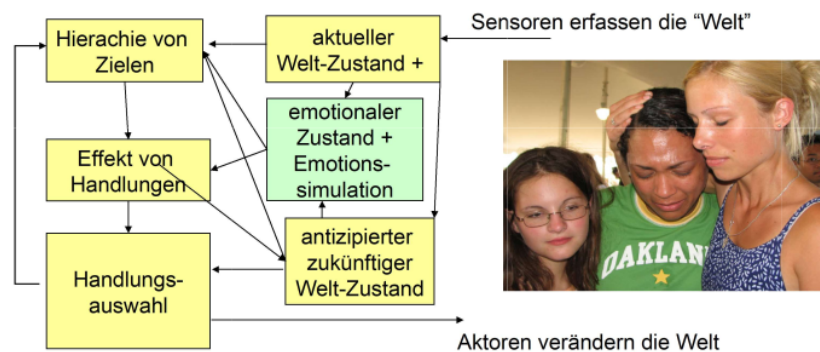 Sensoren erfassen die “Welt”
Hierachie von
Zielen
aktueller
Welt-Zustand +
emotionaler
Zustand +
Emotions-
simulation
Effekt von
Handlungen
antizipierter
zukünftiger
Welt-Zustand
Handlungs-
auswahl
OAKLAND
Aktoren verändern die Welt